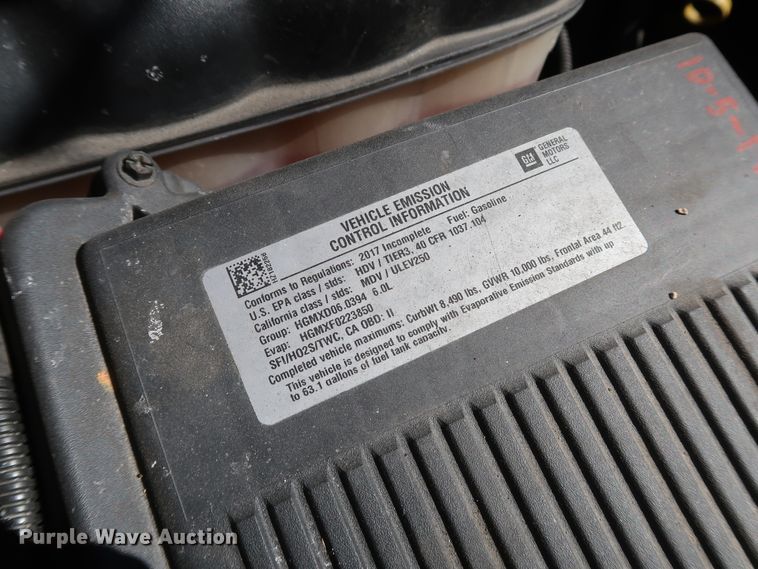 VEHICLE EMISSION
CONTROL INFORMATION
GM
GENERAL
MOTORS
LLC
Conforms to Regulations: 2017 Incomplete Fuel: Gasoline
U.S. EPA class / stds: HDV / TIER3, 40 CFR 1037.104
California class / stds: MDV / ULEV250
Group: HGMXD06.0394 6.0L
Evap: HGMXF0223850
SFI/HO2S/TWC, CA OBD: II
Completed vehicle maximums: CurbWt 8,490 lbs, GVWR 10,000 lbs, Frontal Area 44 ft2.
This vehicle is designed to comply with Evaporative Emission Standards with up
to 63.1 gallons of fuel tank capacity.
Purple Wave Auction